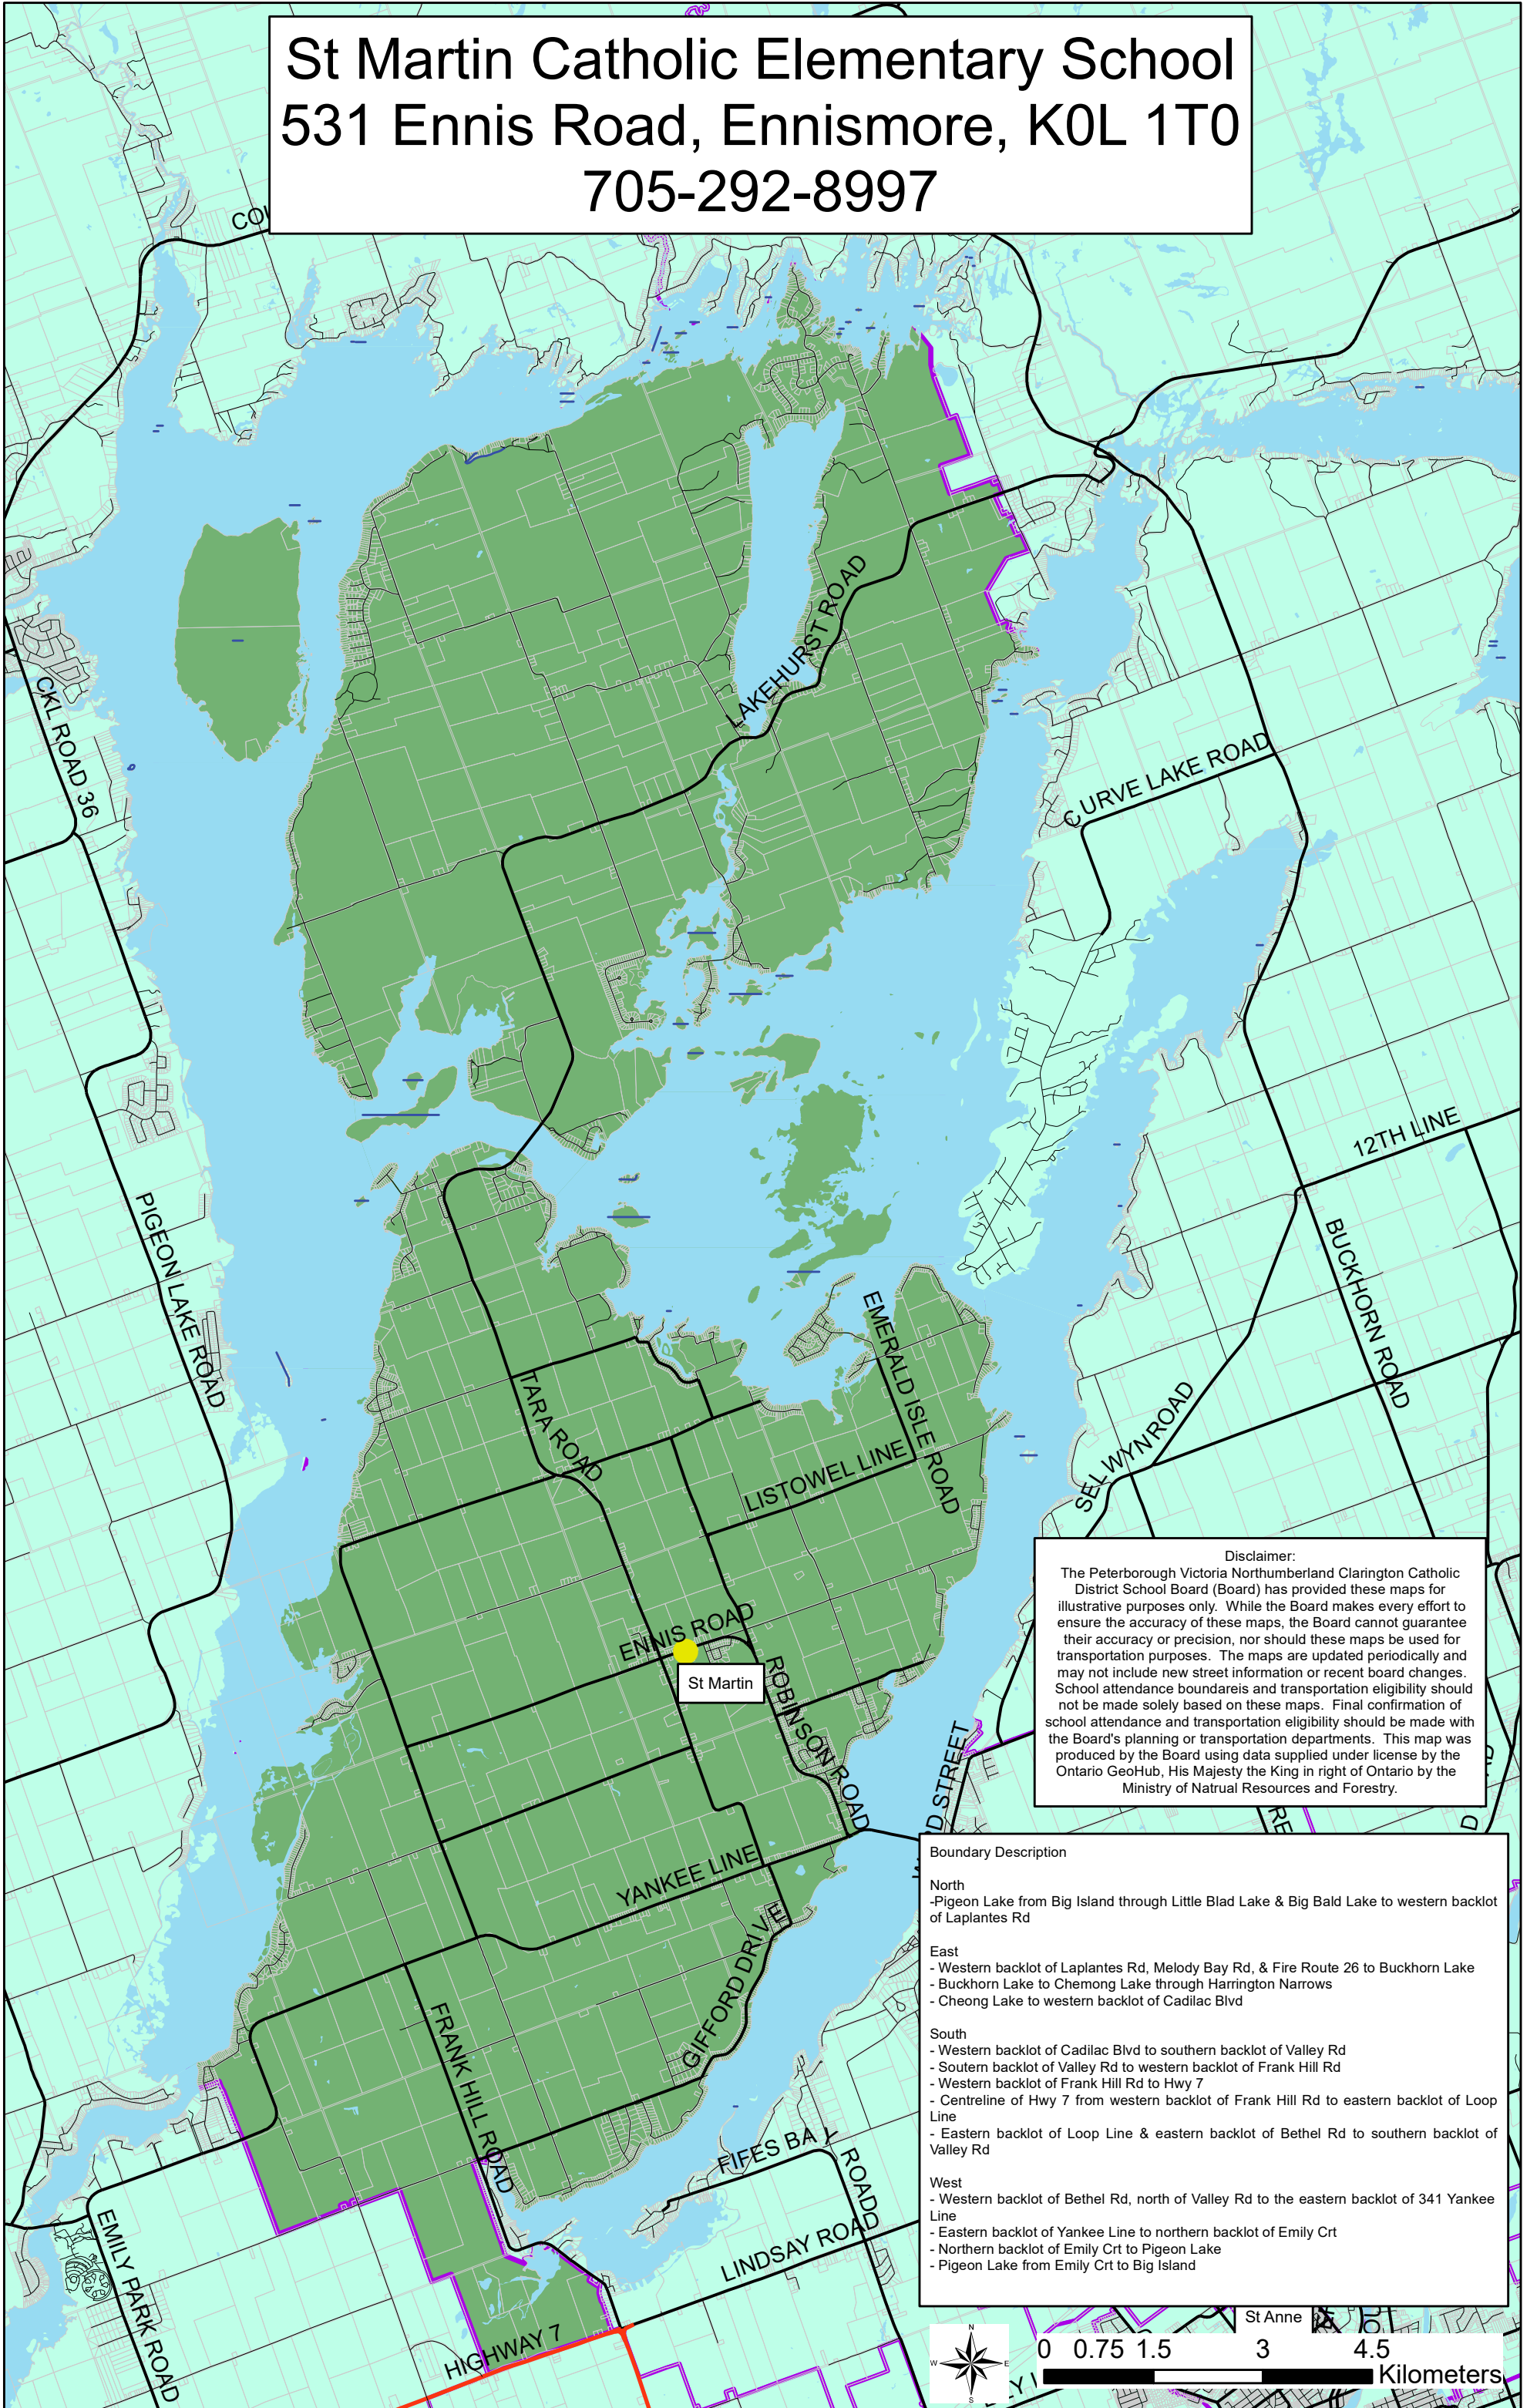 St Martin Catholic Elementary School
531 Ennis Road, Ennismore, K0L 1T0
705-292-8997
LAKEHURST ROAD
CKL ROAD 36
CURVE LAKE ROAD
12TH LINE
PIGEON LAKE ROAD
BUCKHORN ROAD
EMERALD ISLE ROAD
TARA ROAD
LISTOWEL LINE
SELWYN ROAD
ENNIS ROAD
St Martin
ROBINSON ROAD
YANKEE LINE
GIFFORD DRIVE
FRANK HILL ROAD
FIFES BAY ROAD
LINDSAY ROAD
EMILY PARK ROAD
HIGHWAY 7
STREET
Disclaimer:
The Peterborough Victoria Northumberland Clarington Catholic
District School Board (Board) has provided these maps for
illustrative purposes only. While the Board makes every effort to
ensure the accuracy of these maps, the Board cannot guarantee
their accuracy or precision, nor should these maps be used for
transportation purposes. The maps are updated periodically and
may not include new street information or recent board changes.
School attendance boundareis and transportation eligibility should
not be made solely based on these maps. Final confirmation of
school attendance and transportation eligibility should be made with
the Board's planning or transportation departments. This map was
produced by the Board using data supplied under license by the
Ontario GeoHub, His Majesty the King in right of Ontario by the
Ministry of Natrual Resources and Forestry.
Boundary Description
North
-Pigeon Lake from Big Island through Little Blad Lake & Big Bald Lake to western backlot
of Laplantes Rd
East
- Western backlot of Laplantes Rd, Melody Bay Rd, & Fire Route 26 to Buckhorn Lake
- Buckhorn Lake to Chemong Lake through Harrington Narrows
- Cheong Lake to western backlot of Cadilac Blvd
South
- Western backlot of Cadilac Blvd to southern backlot of Valley Rd
- Soutern backlot of Valley Rd to western backlot of Frank Hill Rd
- Western backlot of Frank Hill Rd to Hwy 7
- Centreline of Hwy 7 from western backlot of Frank Hill Rd to eastern backlot of Loop
Line
- Eastern backlot of Loop Line & eastern backlot of Bethel Rd to southern backlot of
Valley Rd
West
- Western backlot of Bethel Rd, north of Valley Rd to the eastern backlot of 341 Yankee
Line
- Eastern backlot of Yankee Line to northern backlot of Emily Crt
- Northern backlot of Emily Crt to Pigeon Lake
- Pigeon Lake from Emily Crt to Big Island
St Anne
N
W E
S
0 0.75 1.5 3 4.5
Kilometers